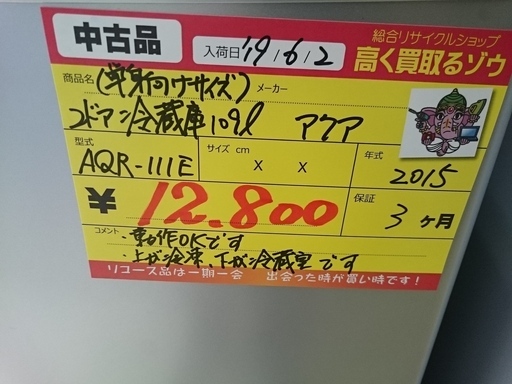 中古品
入荷日 '19/6/2
総合リサイクルショップ
高く買取るゾウ
商品名 (単身向けサイズ) メーカー
2ドア冷蔵庫109l アクア
型式 サイズ cm 年式
AQR-111E × × 2015
¥12.800
保証
3ヶ月
コメント
・動作OKです
・上が冷凍、下が冷蔵室です
リユース品は一期一会 出会った時が買い時です!